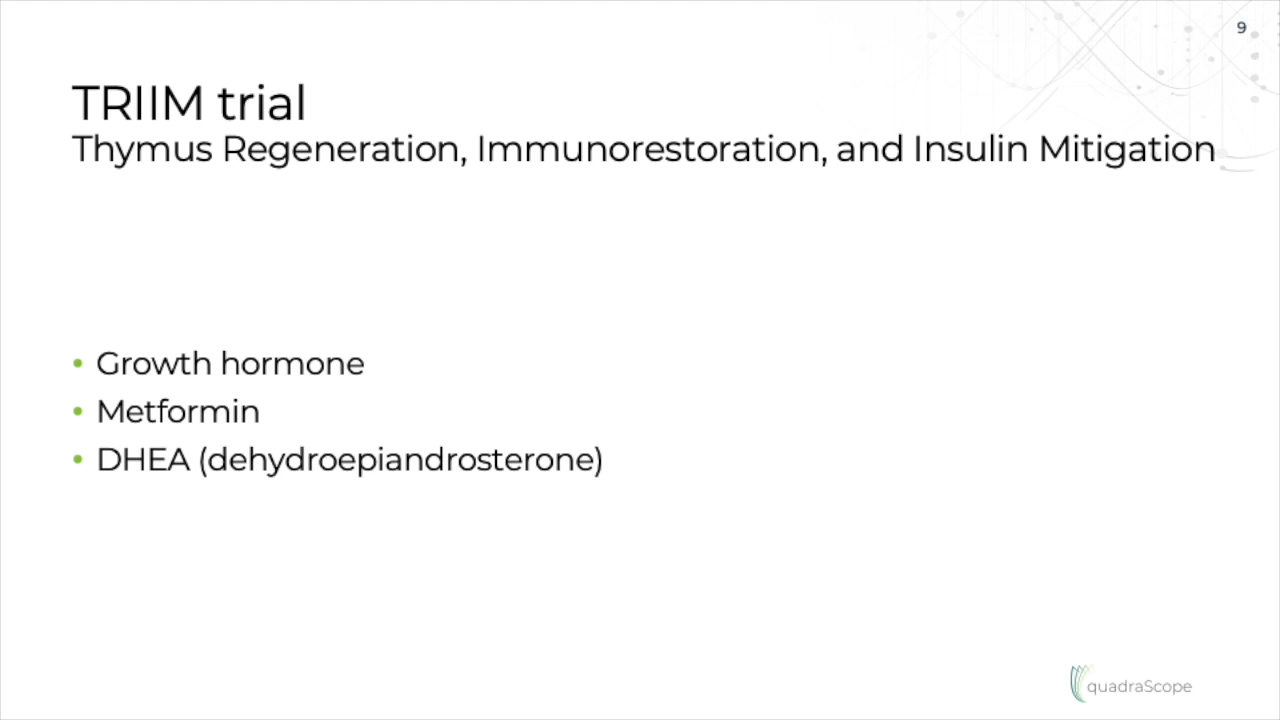 9
TRIIM trial
Thymus Regeneration, Immunorestoration, and Insulin Mitigation
• Growth hormone
• Metformin
• DHEA (dehydroepiandrosterone)
quadraScope